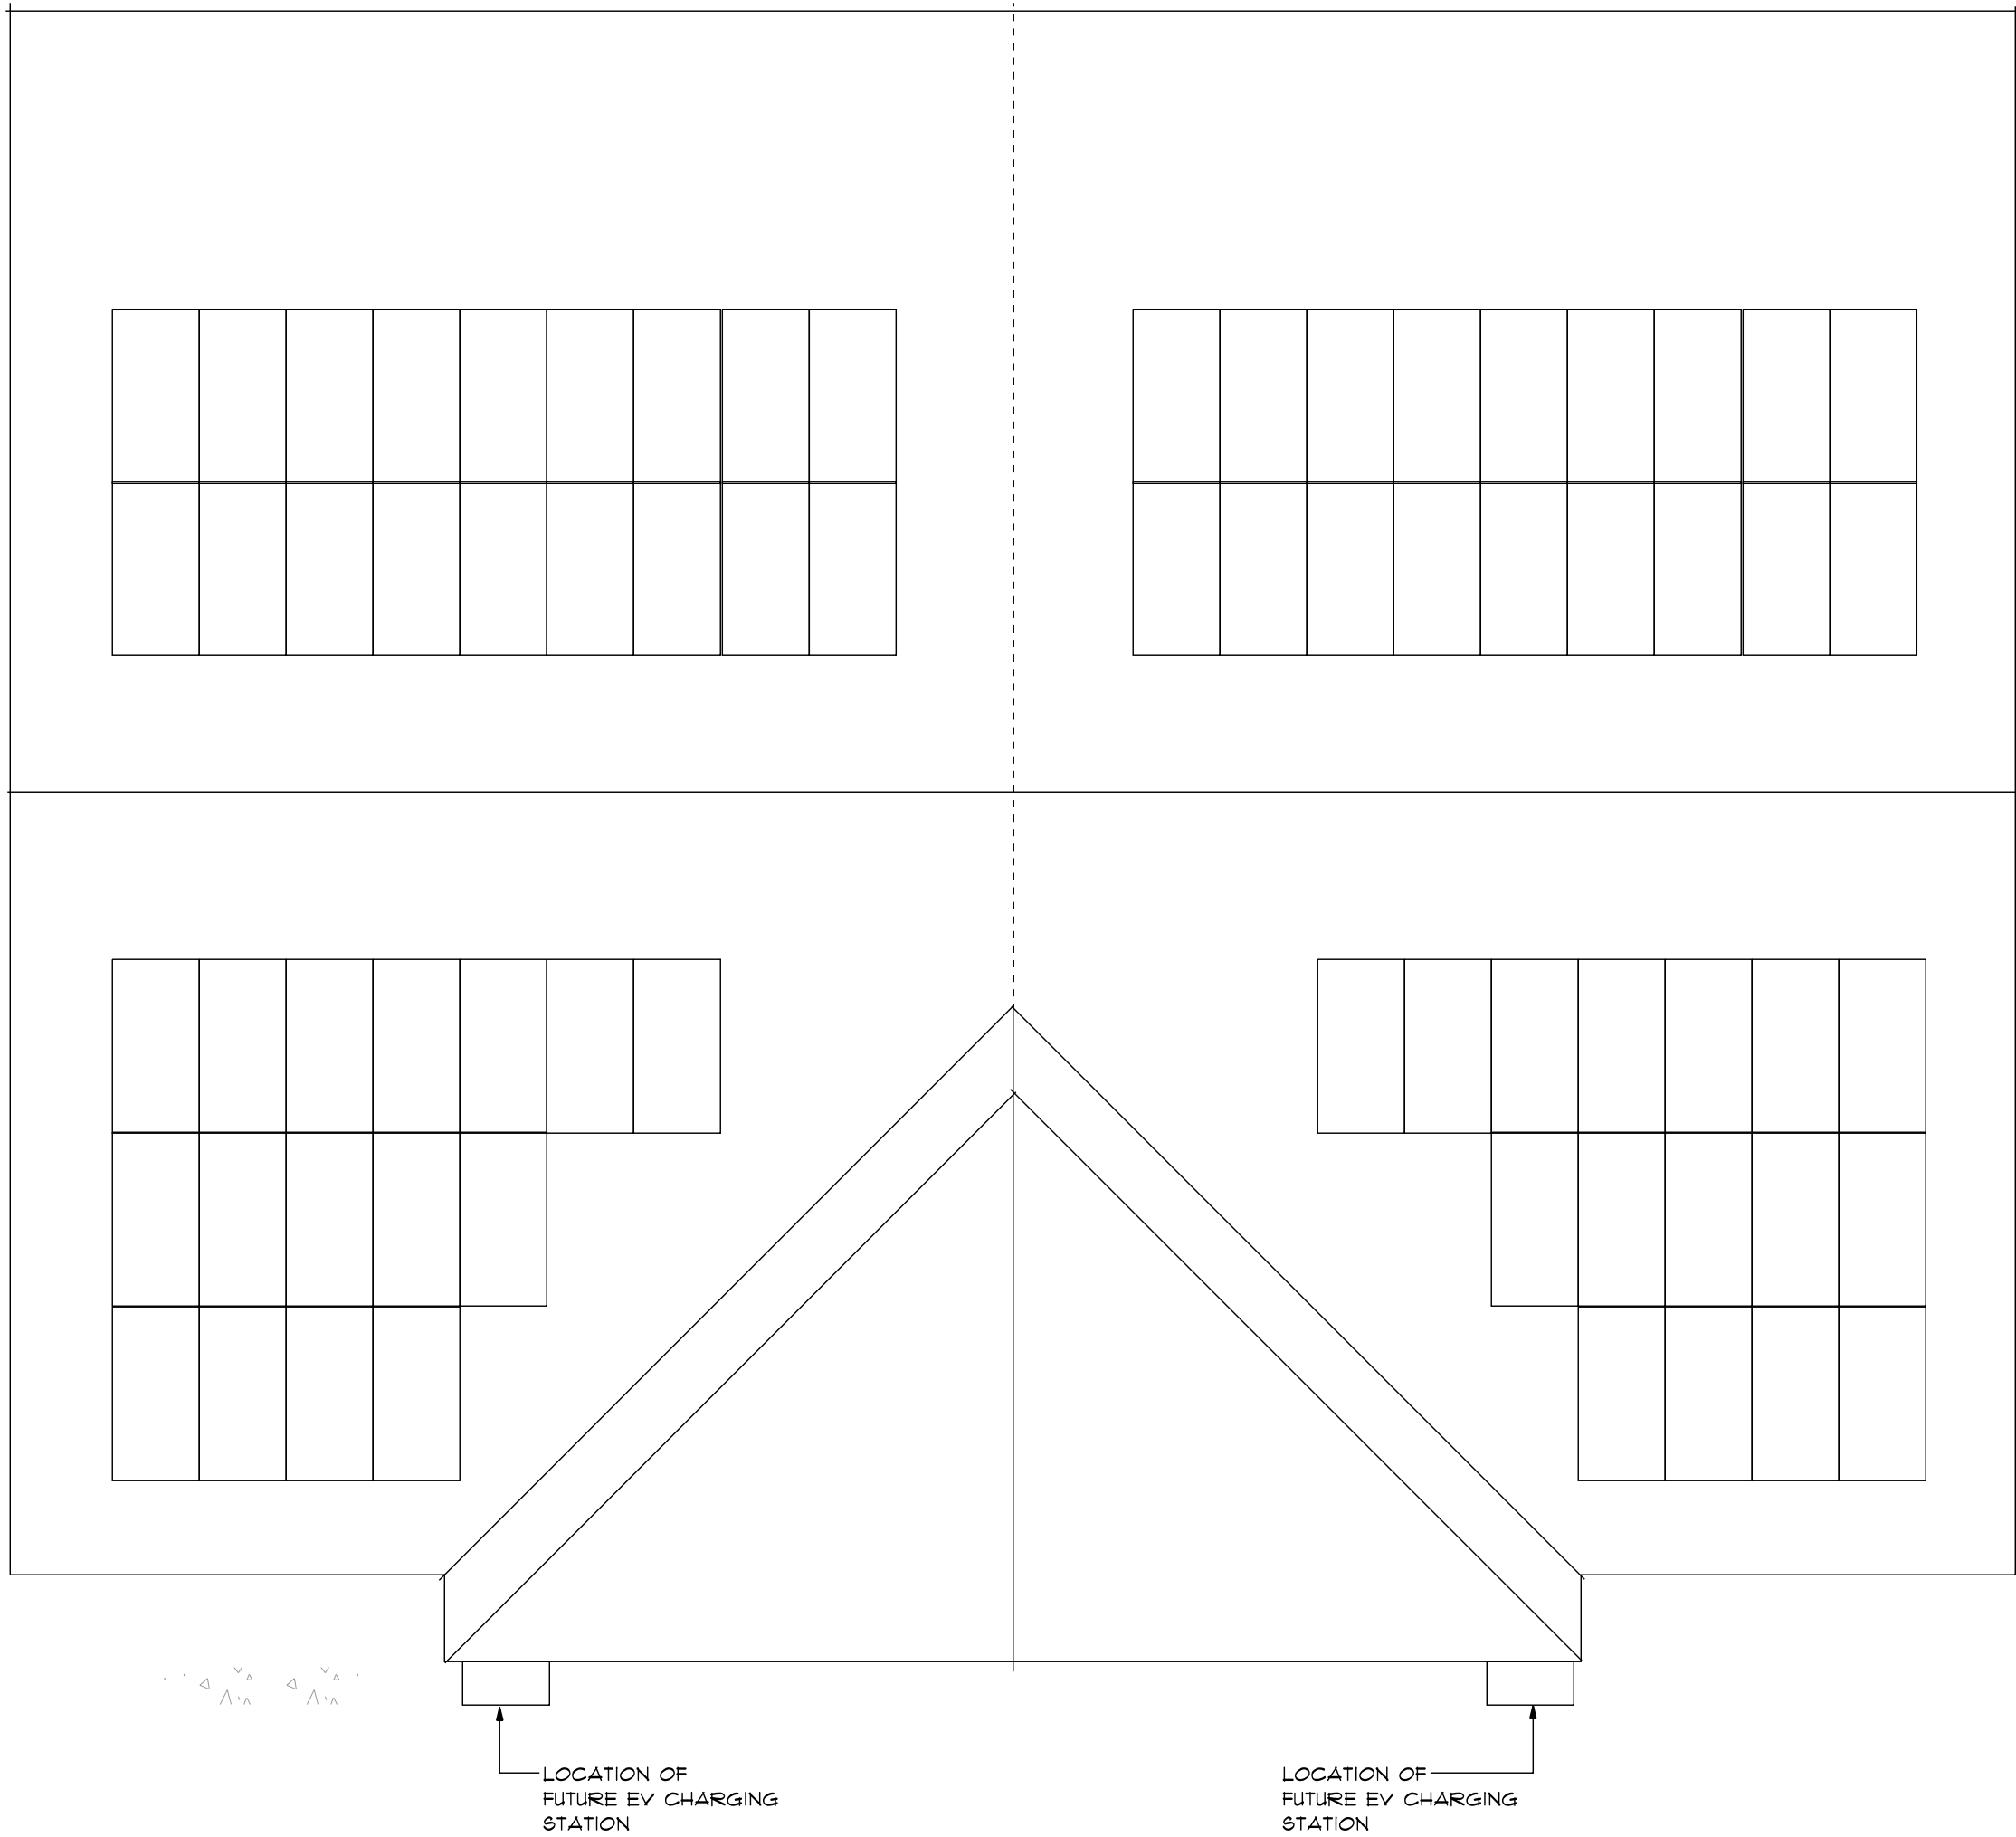 LOCATION OF
FUTURE EV CHARGING
STATION
LOCATION OF
FUTURE EV CHARGING
STATION